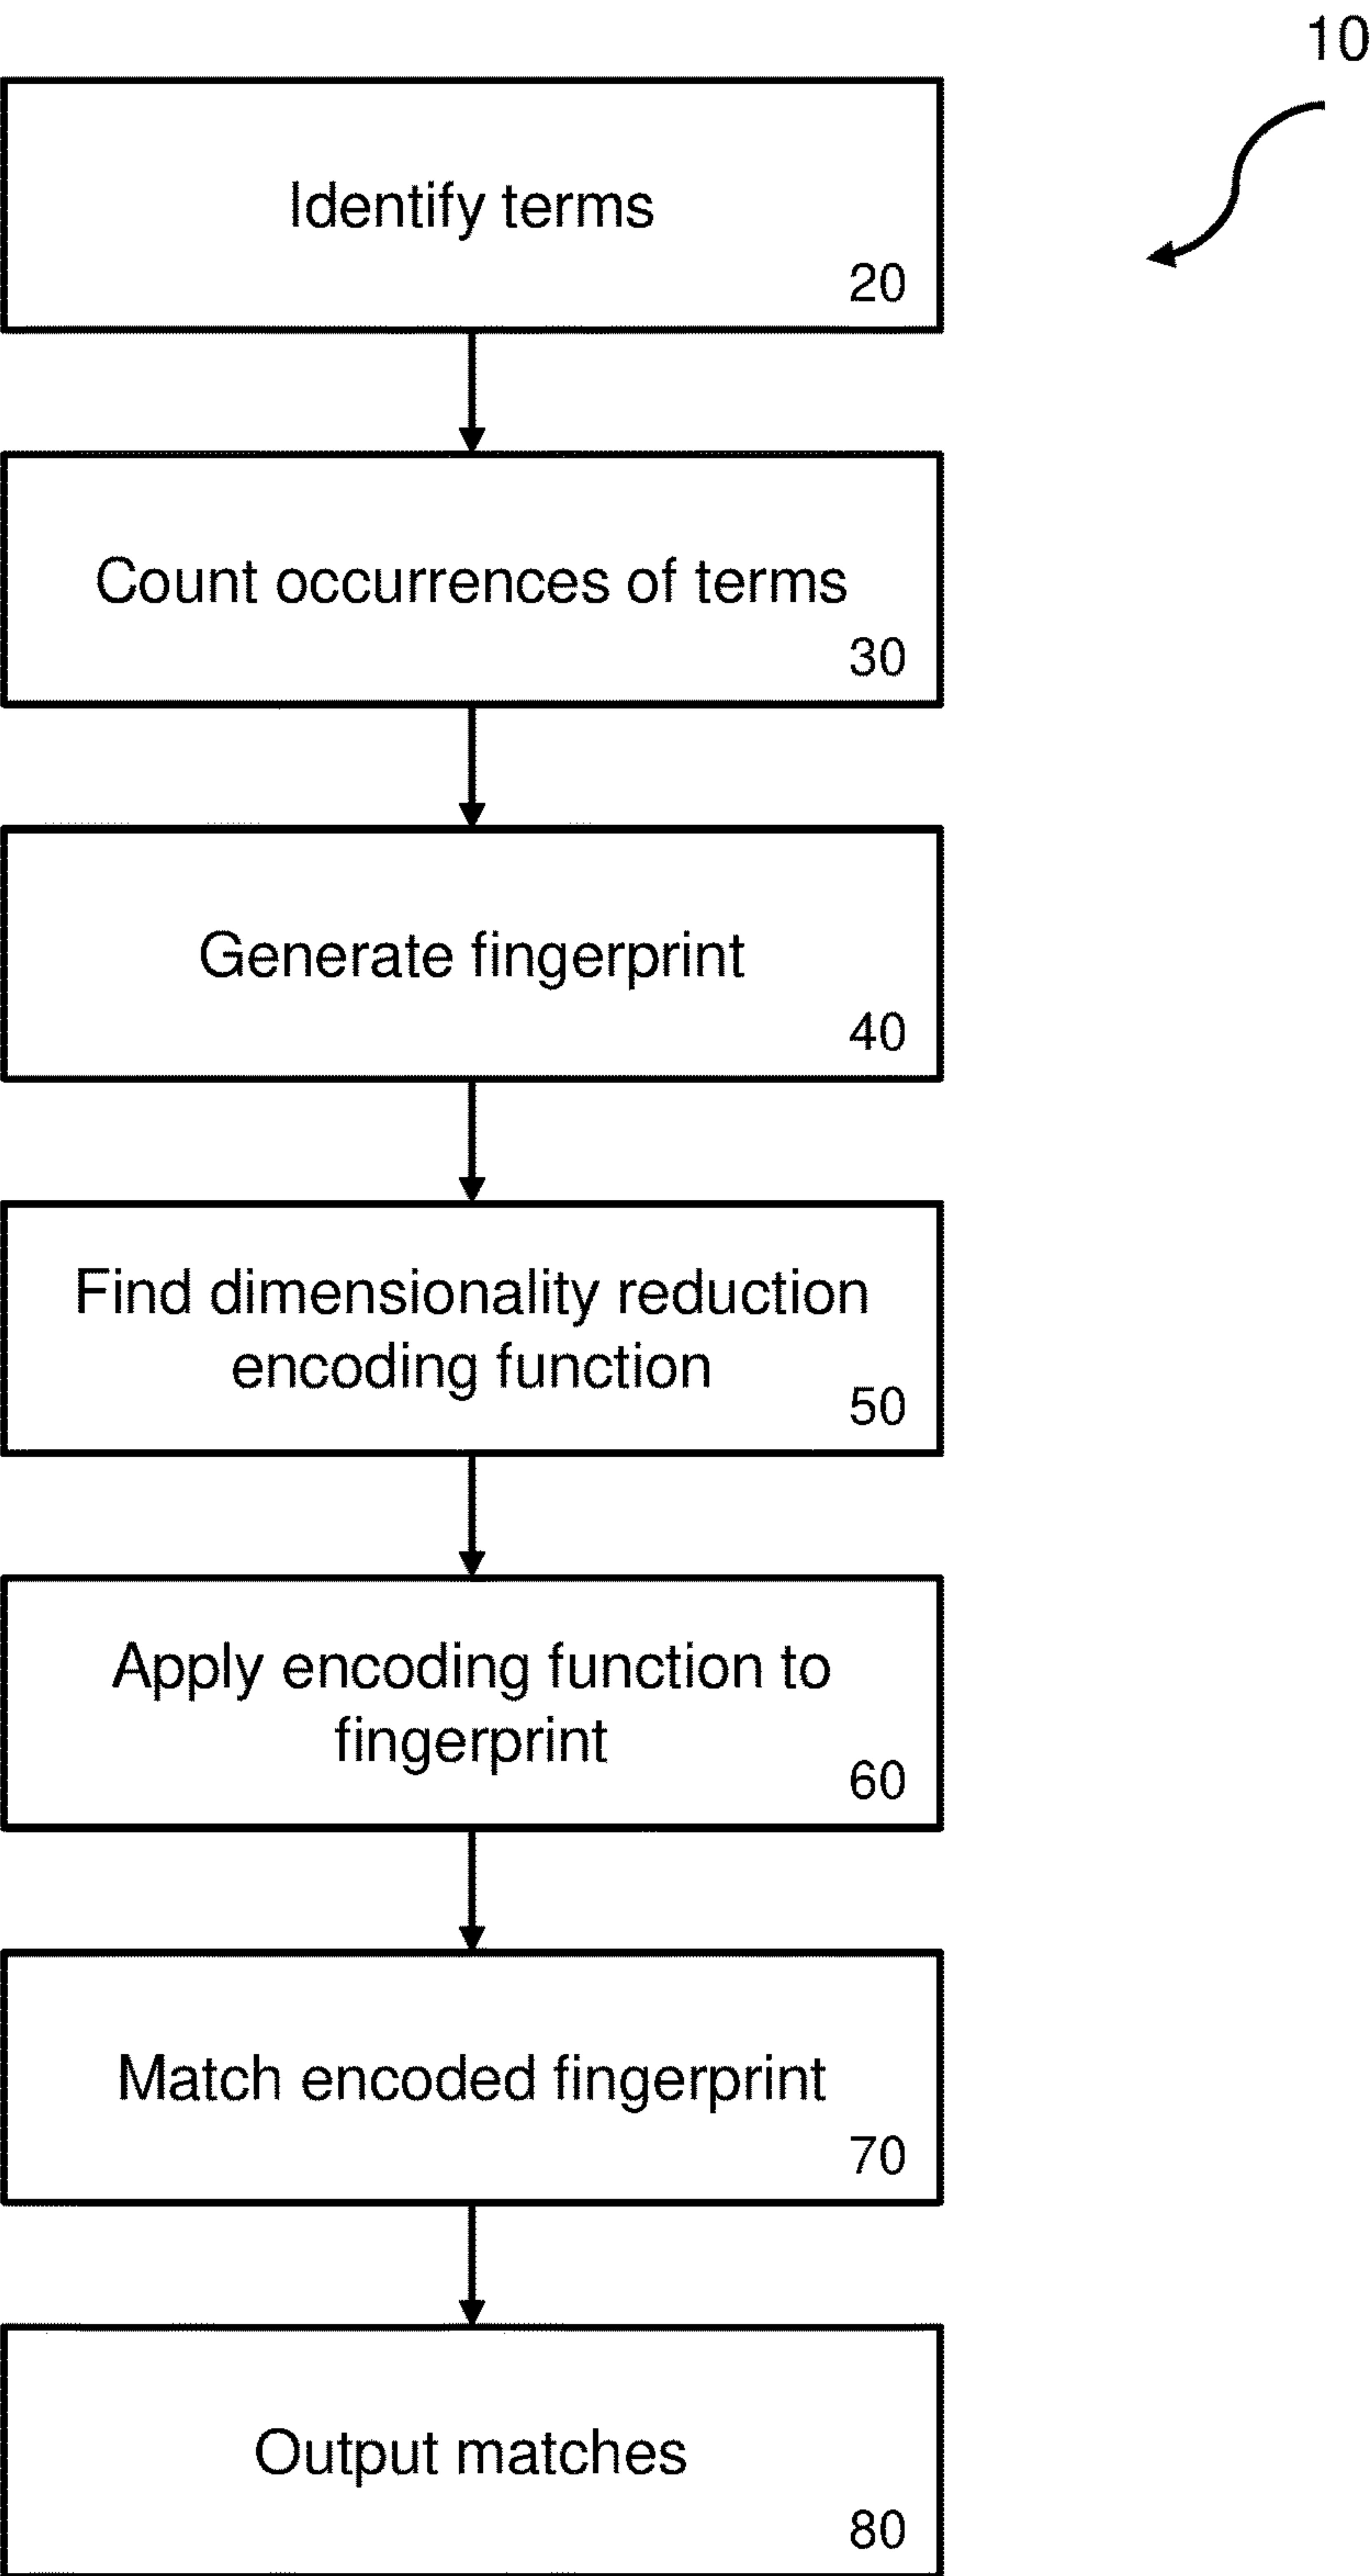 10
Identify terms
20
Count occurrences of terms
30
Generate fingerprint
40
Find dimensionality reduction
encoding function
50
Apply encoding function to
fingerprint
60
Match encoded fingerprint
70
Output matches
80